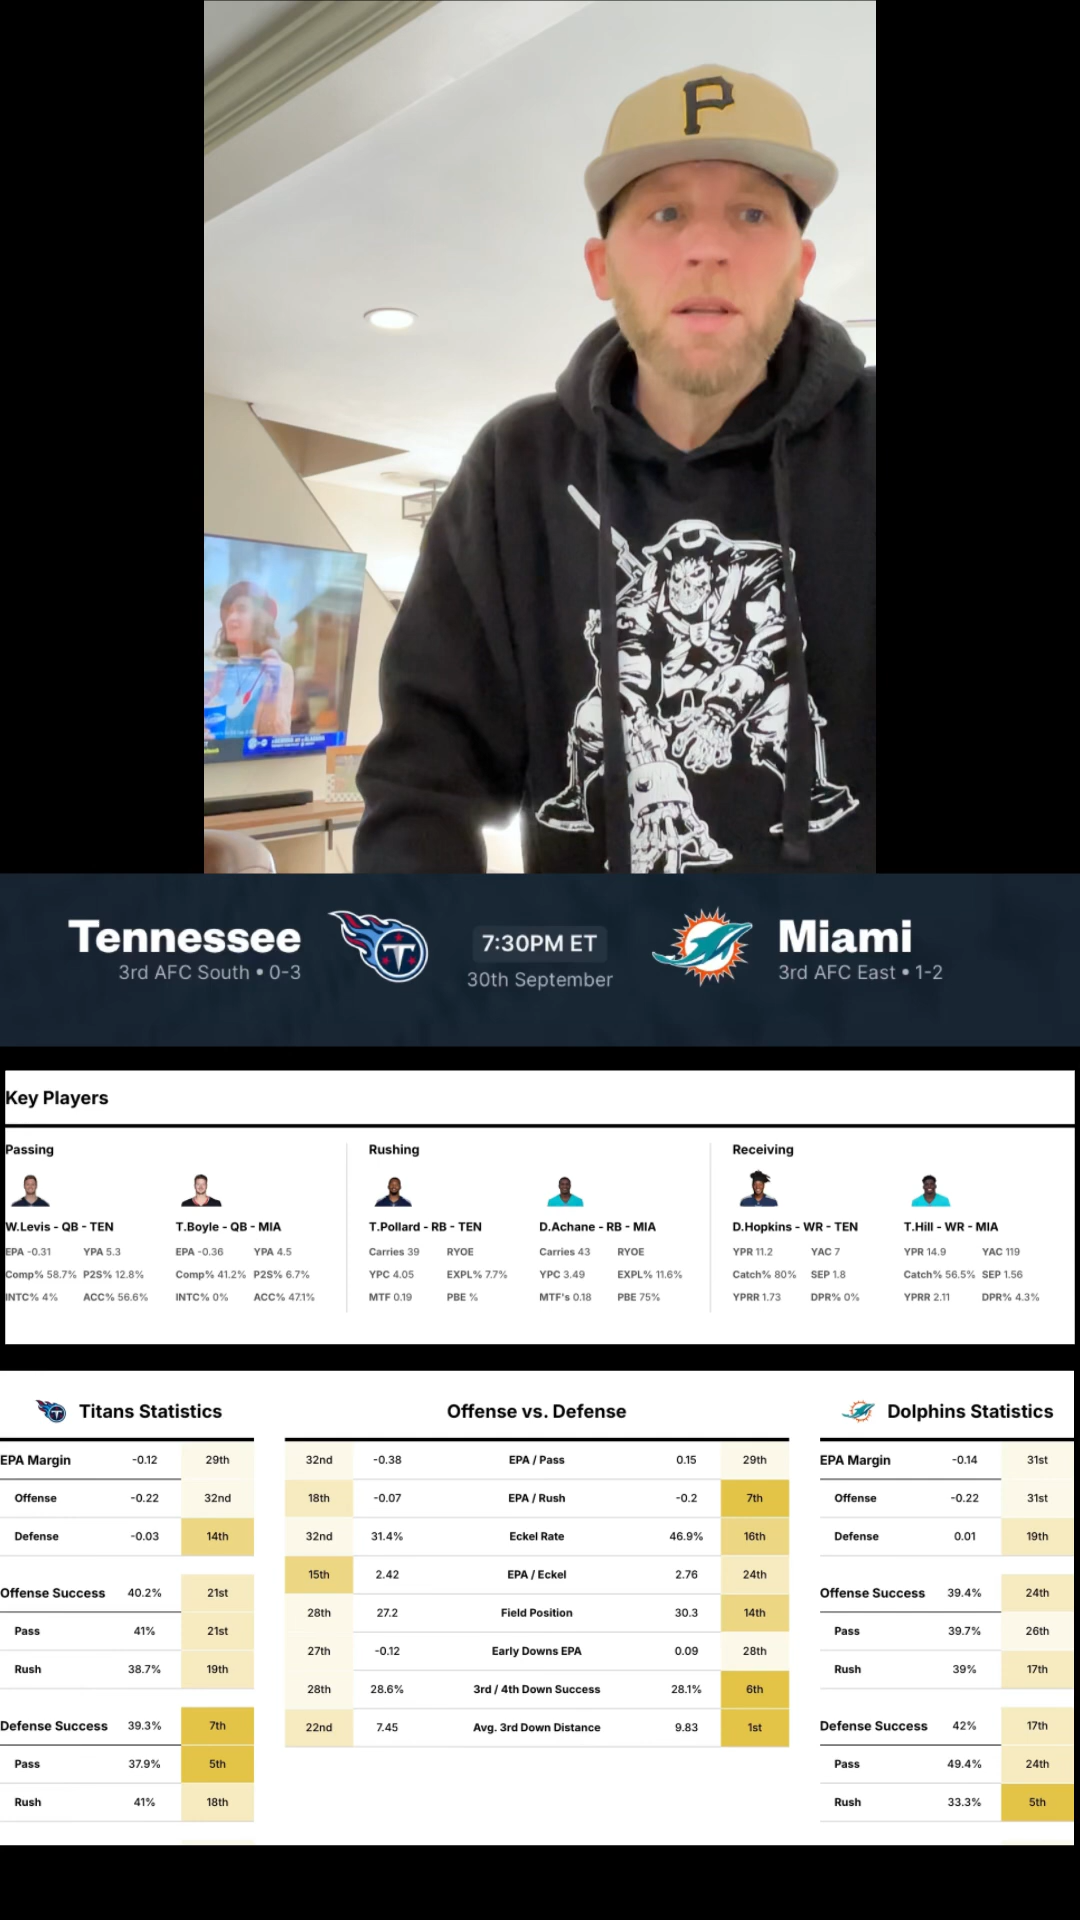 P
Tennessee
3rd AFC South • 0-3
7:30PM ET
30th September
Miami
3rd AFC East • 1-2
Key Players
Passing
Rushing
Receiving
W.Levis - QB - TEN
T.Boyle - QB - MIA
T.Pollard - RB - TEN
D.Achane - RB - MIA
D.Hopkins - WR - TEN
T.Hill - WR - MIA
EPA -0.31 YPA 5.3 EPA -0.36 YPA 4.5 Carries 39 RYOE Carries 43 RYOE YPR 11.2 YAC 7 YPR 14.9 YAC 119
Comp% 58.7% P2S% 12.8% Comp% 41.2% P2S% 6.7% YPC 4.05 EXPL% 7.7% YPC 3.49 EXPL% 11.6% Catch% 80% SEP 1.8 Catch% 56.5% SEP 1.56
INTC% 4% ACC% 56.6% INTC% 0% ACC% 47.1% MTF 0.19 PBE % MTF's 0.18 PBE 75% YPRR 1.73 DPR% 0% YPRR 2.11 DPR% 4.3%
Titans Statistics
EPA Margin -0.12 29th
Offense -0.22 32nd
Defense -0.03 14th
Offense Success 40.2% 21st
Pass 41% 21st
Rush 38.7% 19th
Defense Success 39.3% 7th
Pass 37.9% 5th
Rush 41% 18th
Offense vs. Defense
32nd -0.38 EPA / Pass 0.15 29th
18th -0.07 EPA / Rush -0.2 7th
32nd 31.4% Eckel Rate 46.9% 16th
15th 2.42 EPA / Eckel 2.76 24th
28th 27.2 Field Position 30.3 14th
27th -0.12 Early Downs EPA 0.09 28th
28th 28.6% 3rd / 4th Down Success 28.1% 6th
22nd 7.45 Avg. 3rd Down Distance 9.83 1st
Dolphins Statistics
EPA Margin -0.14 31st
Offense -0.22 31st
Defense 0.01 19th
Offense Success 39.4% 24th
Pass 39.7% 26th
Rush 39% 17th
Defense Success 42% 17th
Pass 49.4% 24th
Rush 33.3% 5th